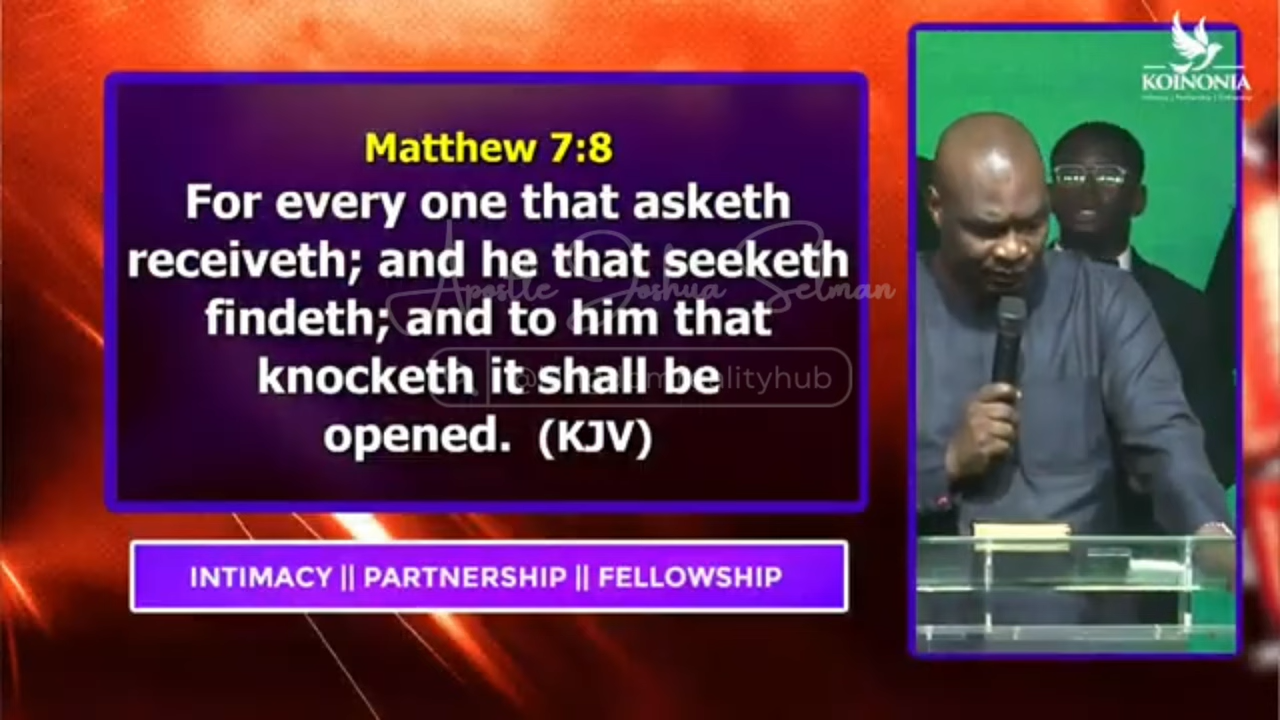 Matthew 7:8
For every one that asketh
receiveth; and he that seeketh
findeth; and to him that
knocketh it shall be
opened. (KJV)
Apostle Joshua Selman
INTIMACY || PARTNERSHIP || FELLOWSHIP
KOINONIA